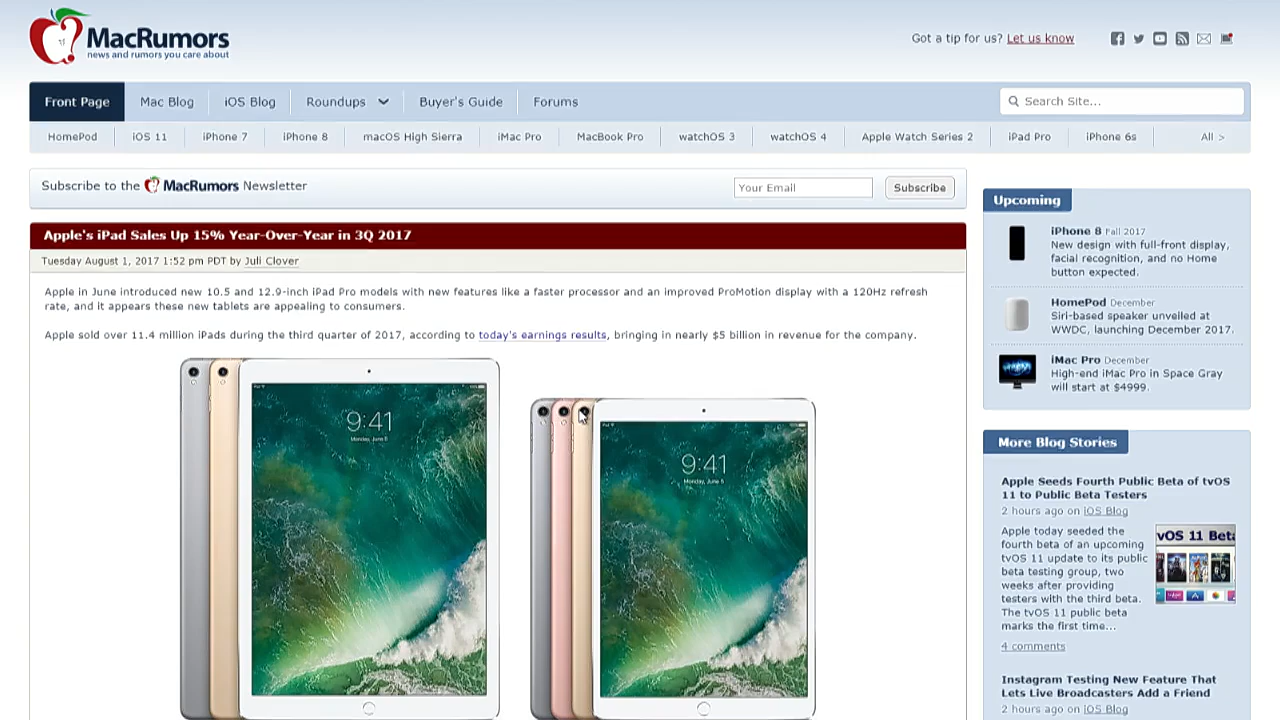 MacRumors
news and rumors you care about
Got a tip for us? Let us know
Front Page Mac Blog iOS Blog Roundups Buyer's Guide Forums Search Site...
HomePod iOS 11 iPhone 7 iPhone 8 macOS High Sierra iMac Pro MacBook Pro watchOS 3 watchOS 4 Apple Watch Series 2 iPad Pro iPhone 6s All >
Subscribe to the MacRumors Newsletter Your Email Subscribe
Apple's iPad Sales Up 15% Year-Over-Year in 3Q 2017
Tuesday August 1, 2017 1:52 pm PDT by Juli Clover
Apple in June introduced new 10.5 and 12.9-inch iPad Pro models with new features like a faster processor and an improved ProMotion display with a 120Hz refresh
rate, and it appears these new tablets are appealing to consumers.
Apple sold over 11.4 million iPads during the third quarter of 2017, according to today's earnings results, bringing in nearly $5 billion in revenue for the company.
9:41
Monday, June 5
9:41
Monday, June 5
Upcoming
iPhone 8 Fall 2017
New design with full-front display,
facial recognition, and no Home
button expected.
HomePod December
Siri-based speaker unveiled at
WWDC, launching December 2017.
iMac Pro December
High-end iMac Pro in Space Gray
will start at $4999.
More Blog Stories
Apple Seeds Fourth Public Beta of tvOS
11 to Public Beta Testers
2 hours ago on iOS Blog
Apple today seeded the
fourth beta of an upcoming
tvOS 11 update to its public
beta testing group, two
weeks after providing
testers with the third beta.
The tvOS 11 public beta
marks the first time...
vOS 11 Beta
4 comments
Instagram Testing New Feature That
Lets Live Broadcasters Add a Friend
2 hours ago on iOS Blog